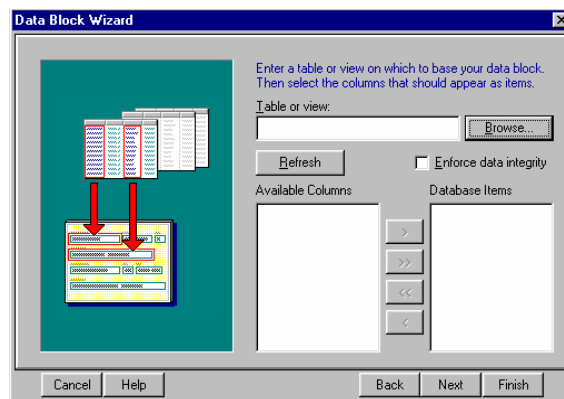 Data Block Wizard
Enter a table or view on which to base your data block.
Then select the columns that should appear as items.
Table or view:
Browse...
Refresh
Enforce data integrity
Available Columns
Database Items
>
>>
<<
<
Cancel
Help
Back
Next
Finish